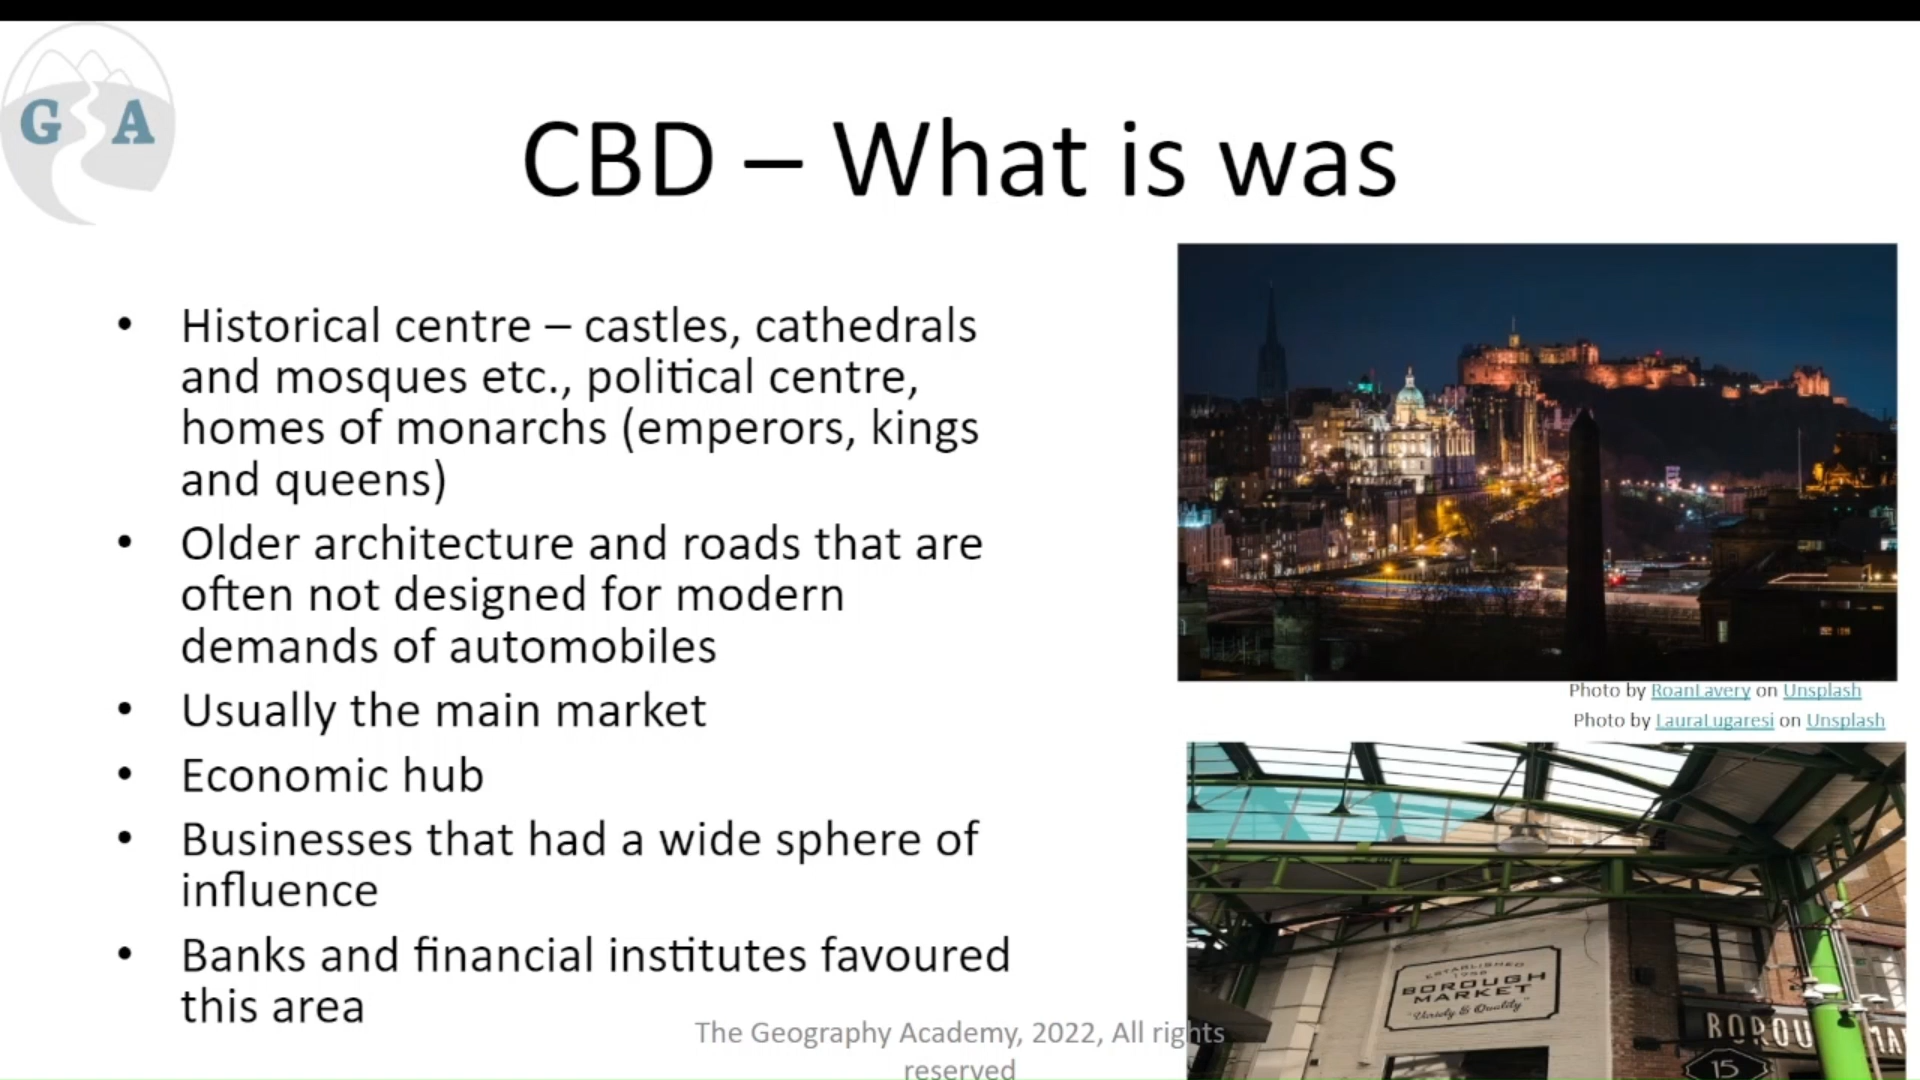 G A
CBD – What is was
• Historical centre – castles, cathedrals
and mosques etc., political centre,
homes of monarchs (emperors, kings
and queens)
• Older architecture and roads that are
often not designed for modern
demands of automobiles
• Usually the main market
• Economic hub
• Businesses that had a wide sphere of
influence
• Banks and financial institutes favoured
this area
Photo by RoanLavery on Unsplash
Photo by LauraLugaresi on Unsplash
ESTABLISHED
BOROUGH
MARKET
"Variety & Quality"
BOROU
15
The Geography Academy, 2022, All rights
reserved